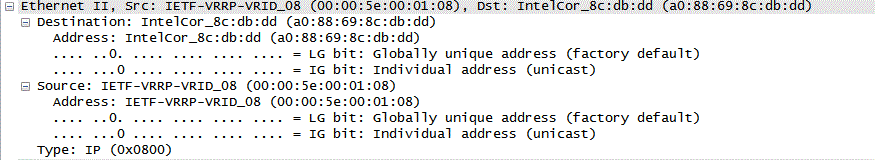 Ethernet II, Src: IETF-VRRP-VRID_08 (00:00:5e:00:01:08), Dst: IntelCor_8c:db:dd (a0:88:69:8c:db:dd)
Destination: IntelCor_8c:db:dd (a0:88:69:8c:db:dd)
Address: IntelCor_8c:db:dd (a0:88:69:8c:db:dd)
.... ..0. .... .... .... .... = LG bit: Globally unique address (factory default)
.... ...0 .... .... .... .... = IG bit: Individual address (unicast)
Source: IETF-VRRP-VRID_08 (00:00:5e:00:01:08)
Address: IETF-VRRP-VRID_08 (00:00:5e:00:01:08)
.... ..0. .... .... .... .... = LG bit: Globally unique address (factory default)
.... ...0 .... .... .... .... = IG bit: Individual address (unicast)
Type: IP (0x0800)